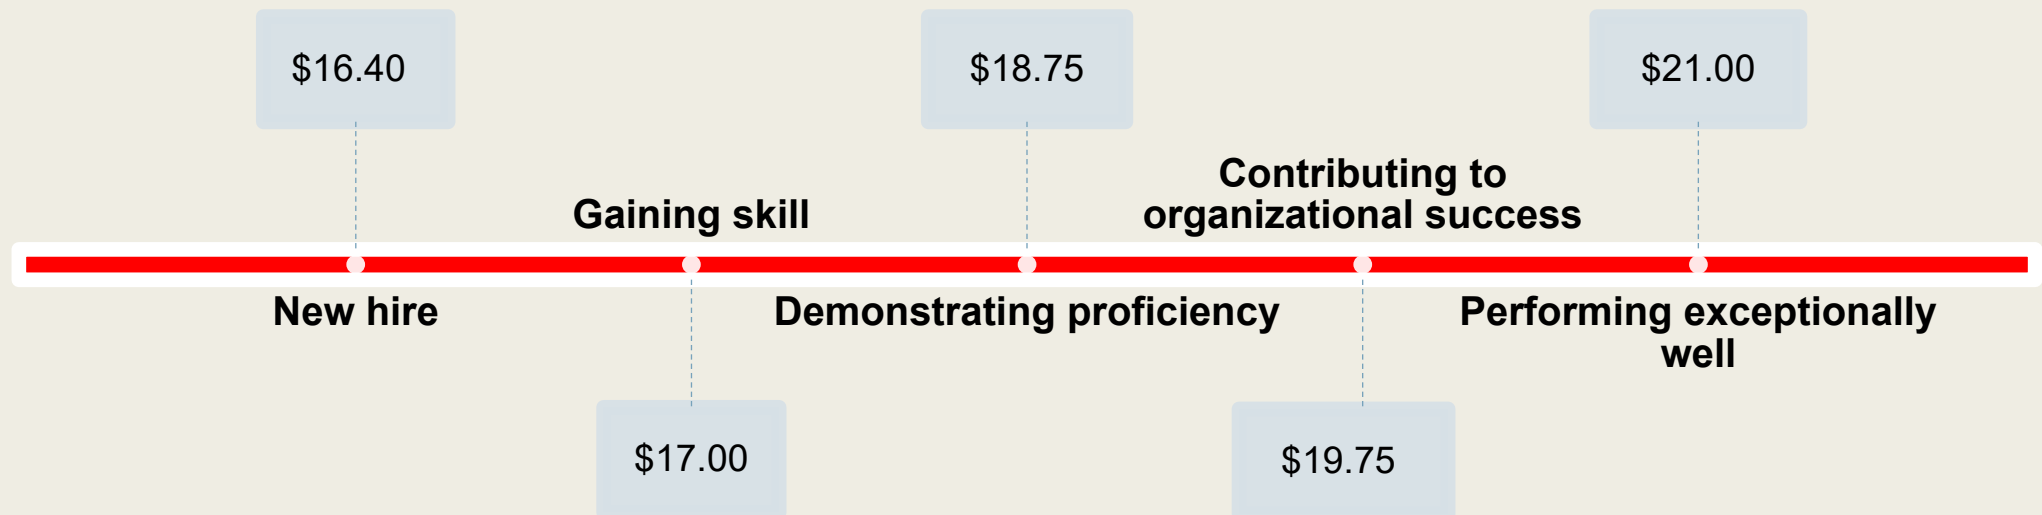 $16.40
$18.75
$21.00
Contributing to
organizational success
Gaining skill
New hire
Demonstrating proficiency
Performing exceptionally
well
$17.00
$19.75